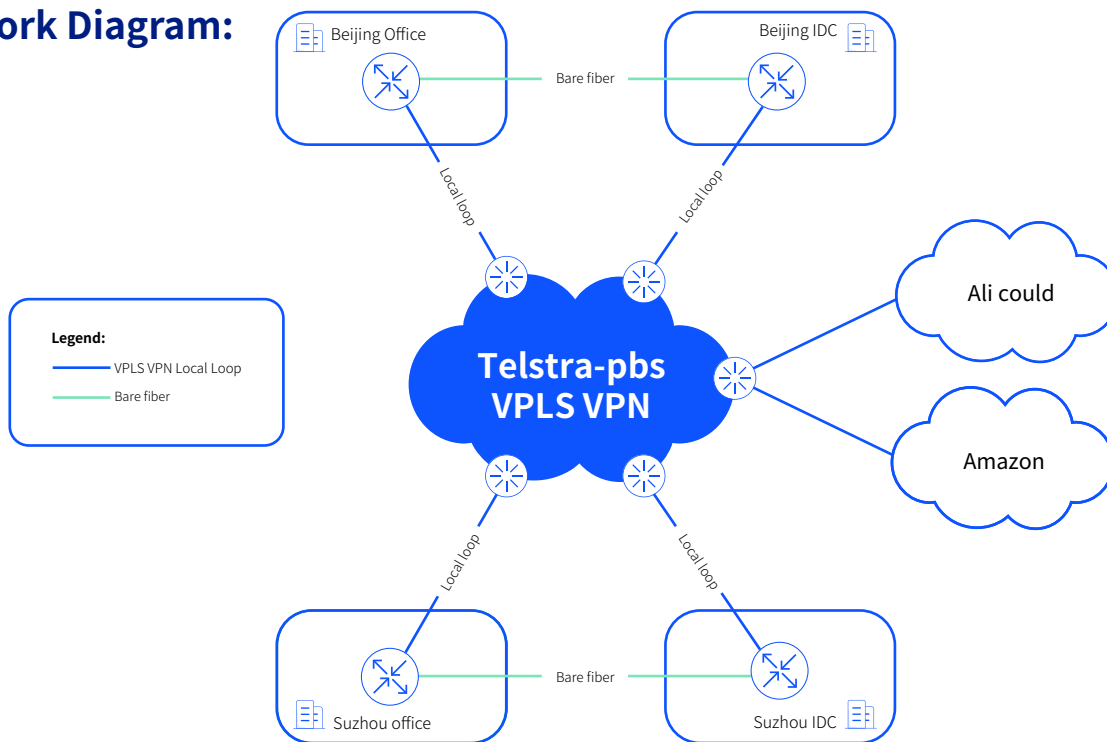 ork Diagram:
Beijing Office
Beijing IDC
Bare fiber
Local loop
Local loop
Ali could
Legend:
VPLS VPN Local Loop
Bare fiber
Telstra-pbs
VPLS VPN
Amazon
Local loop
Local loop
Bare fiber
Suzhou office
Suzhou IDC